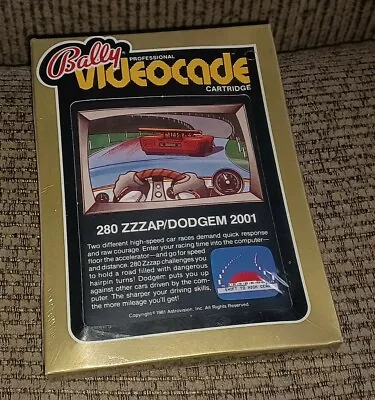 Bally
PROFESSIONAL
VIDEOCADE
CARTRIDGE
280 ZZZAP/DODGEM 2001
Two different high-speed car races demand quick response
and raw courage. Enter your racing time into the computer—
floor the accelerator—and go for speed
and distance. 280 Zzzap challenges you
to hold a road filled with dangerous
hairpin turns! Dodgem puts you up
against other cars driven by the com-
puter. The sharper your driving skills,
the more mileage you'll get!
SHIFT TO HIGH GEAR
Copyright © 1981 Astrovision, Inc. All Rights Reserved.